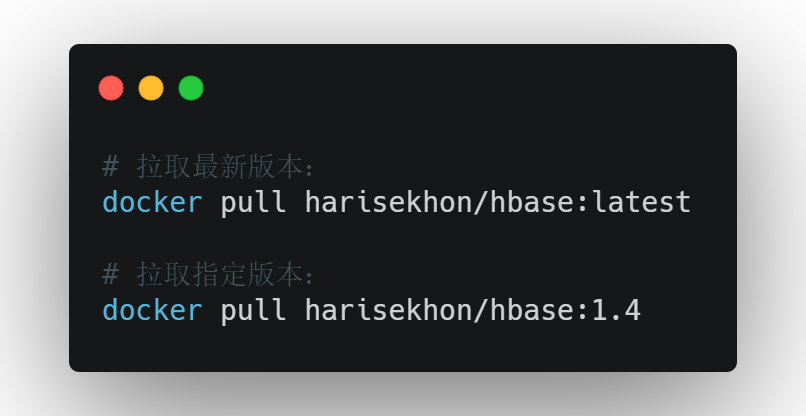 # 拉取最新版本：
docker pull harisekhon/hbase:latest
# 拉取指定版本：
docker pull harisekhon/hbase:1.4